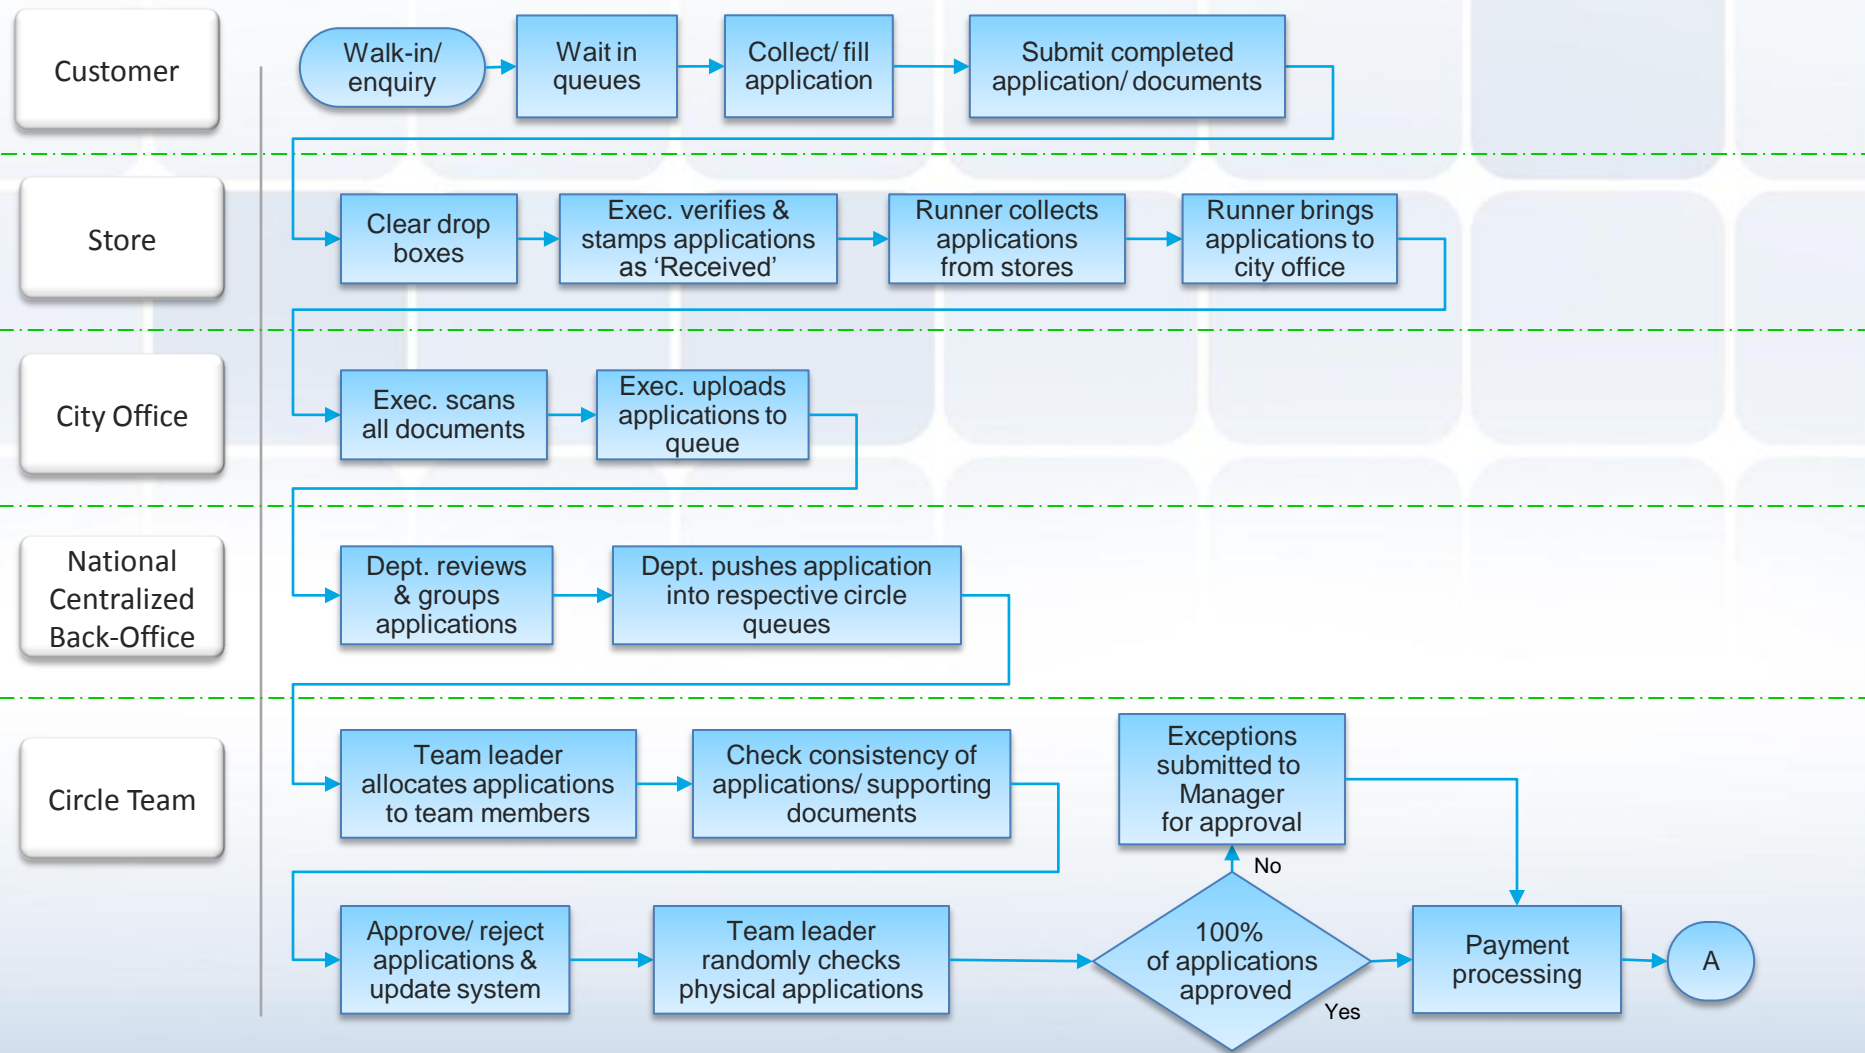 Customer
Walk-in/
enquiry
Wait in
queues
Collect/ fill
application
Submit completed
application/ documents
Store
Clear drop
boxes
Exec. verifies &
stamps applications
as ‘Received’
Runner collects
applications
from stores
Runner brings
applications to
city office
City Office
Exec. scans
all documents
Exec. uploads
applications to
queue
National
Centralized
Back-Office
Dept. reviews
& groups
applications
Dept. pushes application
into respective circle
queues
Circle Team
Team leader
allocates applications
to team members
Check consistency of
applications/ supporting
documents
Exceptions
submitted to
Manager
for approval
No
Approve/ reject
applications &
update system
Team leader
randomly checks
physical applications
100%
of applications
approved
Yes
Payment
processing
A